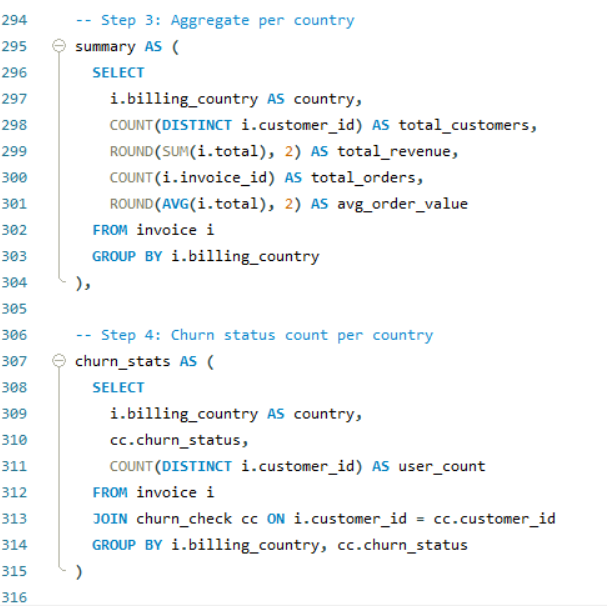 294 -- Step 3: Aggregate per country
295 summary AS (
296 SELECT
297 i.billing_country AS country,
298 COUNT(DISTINCT i.customer_id) AS total_customers,
299 ROUND(SUM(i.total), 2) AS total_revenue,
300 COUNT(i.invoice_id) AS total_orders,
301 ROUND(AVG(i.total), 2) AS avg_order_value
302 FROM invoice i
303 GROUP BY i.billing_country
304 ),
305
306 -- Step 4: Churn status count per country
307 churn_stats AS (
308 SELECT
309 i.billing_country AS country,
310 cc.churn_status,
311 COUNT(DISTINCT i.customer_id) AS user_count
312 FROM invoice i
313 JOIN churn_check cc ON i.customer_id = cc.customer_id
314 GROUP BY i.billing_country, cc.churn_status
315 )
316